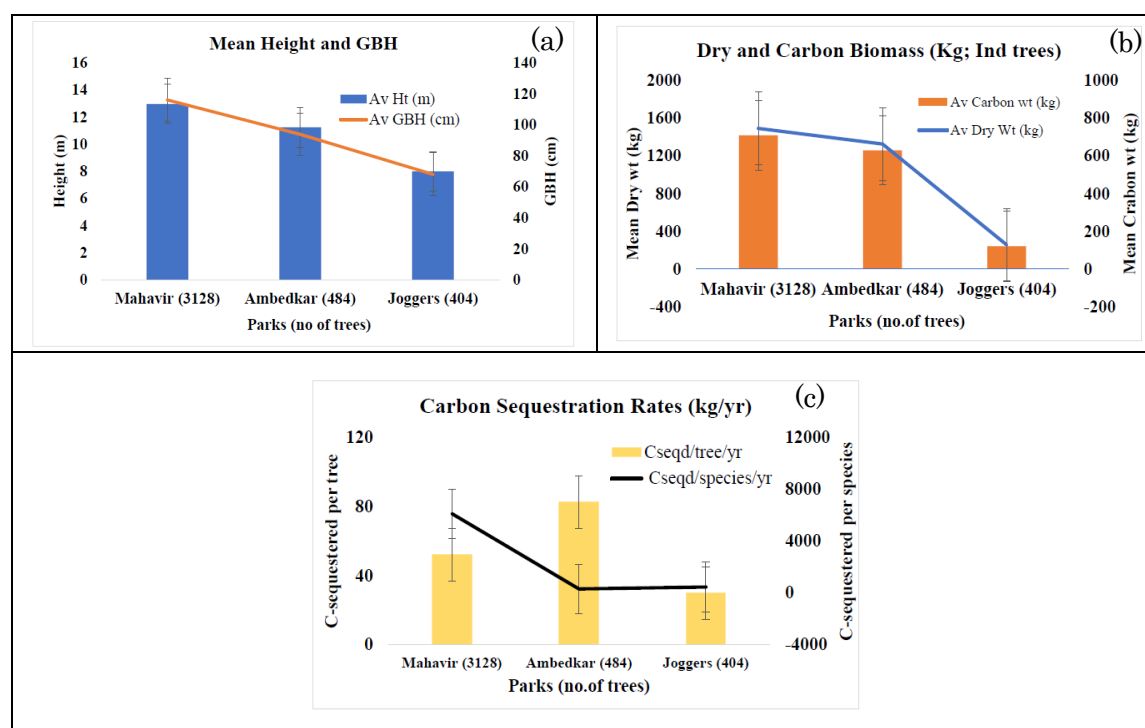 Mean Height and GBH
(a)
16
14
12
10
8
6
4
2
0
Height (m)
Av Ht (m)
Av GBH (cm)
140
120
100
80
60
40
20
0
GBH (cm)
Mahavir (3128)
Ambedkar (484)
Joggers (404)
Parks (no of trees)
Dry and Carbon Biomass (Kg; Ind trees)
(b)
2000
1600
1200
800
400
0
-400
Mean Dry wt (kg)
Av Carbon wt (kg)
Av Dry Wt (kg)
1000
800
600
400
200
0
-200
Mean Crabon wt (kg)
Mahavir (3128)
Ambedkar (484)
Joggers (404)
Parks (no.of trees)
Carbon Sequestration Rates (kg/yr)
(c)
120
80
40
0
C-sequestered per tree
Cseqd/tree/yr
Cseqd/species/yr
12000
8000
4000
0
-4000
C-sequestered per species
Mahavir (3128)
Ambedkar (484)
Joggers (404)
Parks (no.of trees)